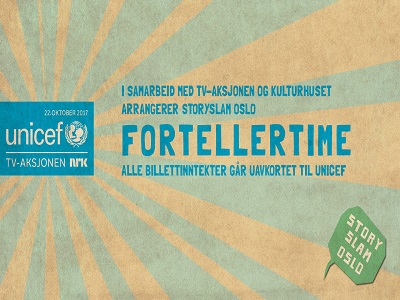 I SAMARBEID MED TV-AKSJONEN OG KULTURHUSET
ARRANGERER STORYSLAM OSLO
FORTELLERTIME
ALLE BILLETTINNTEKTER GÅR UAVKORTET TIL UNICEF
22.OKTOBER 2017
unicef
TV-AKSJONEN NRK
STORY
SLAM
OSLO